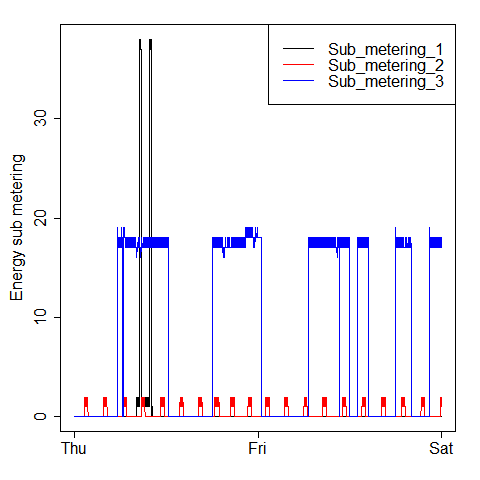 Sub_metering_1
Sub_metering_2
Sub_metering_3
Energy sub metering
30
20
10
0
Thu
Fri
Sat